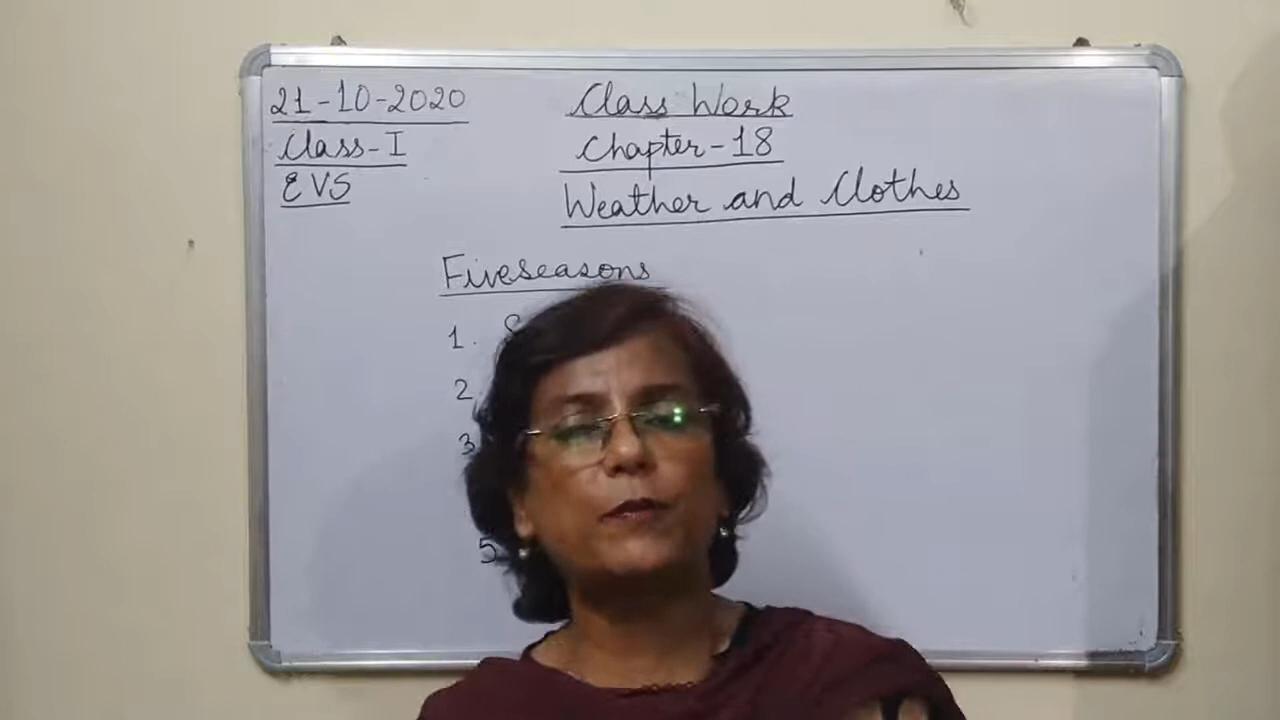 21-10-2020
Class Work
Class-I
Chapter-18
EVS
Weather and Clothes
Fiveseasons
1. S
2
3
5